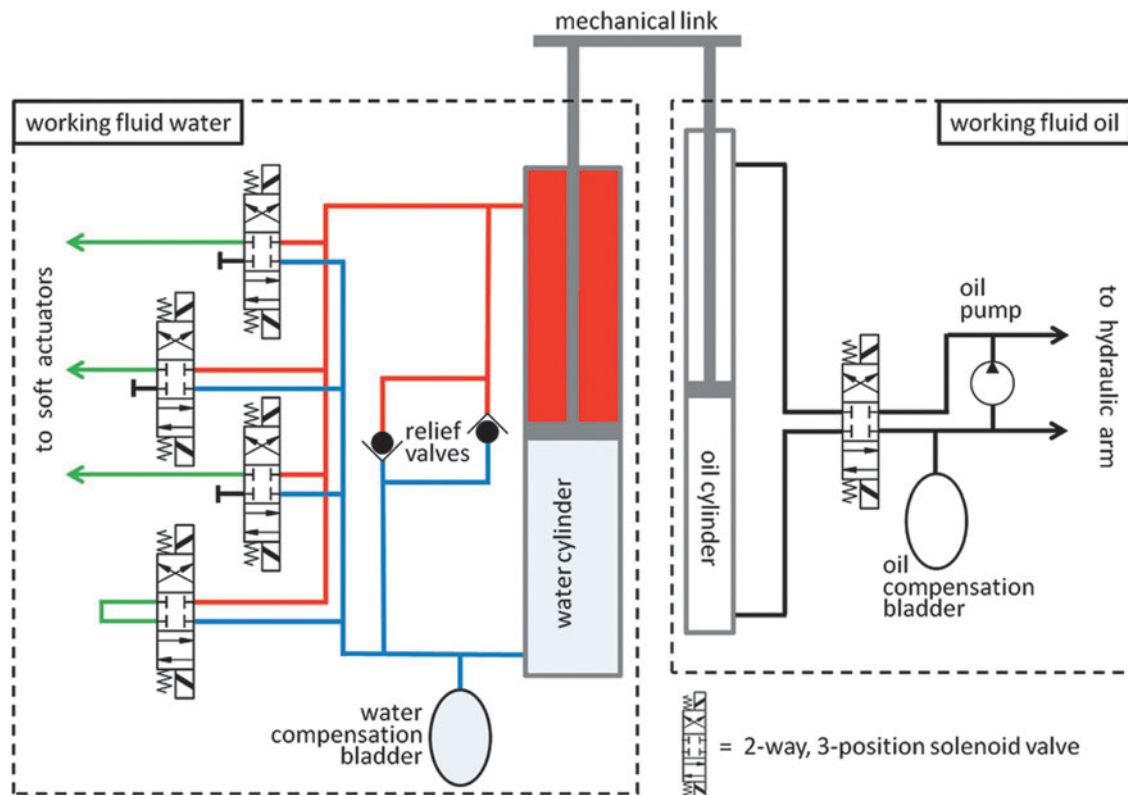 mechanical link
working fluid water
working fluid oil
to soft actuators
relief
valves
water cylinder
water
compensation
bladder
oil cylinder
oil
pump
to hydraulic arm
oil
compensation
bladder
= 2-way, 3-position solenoid valve